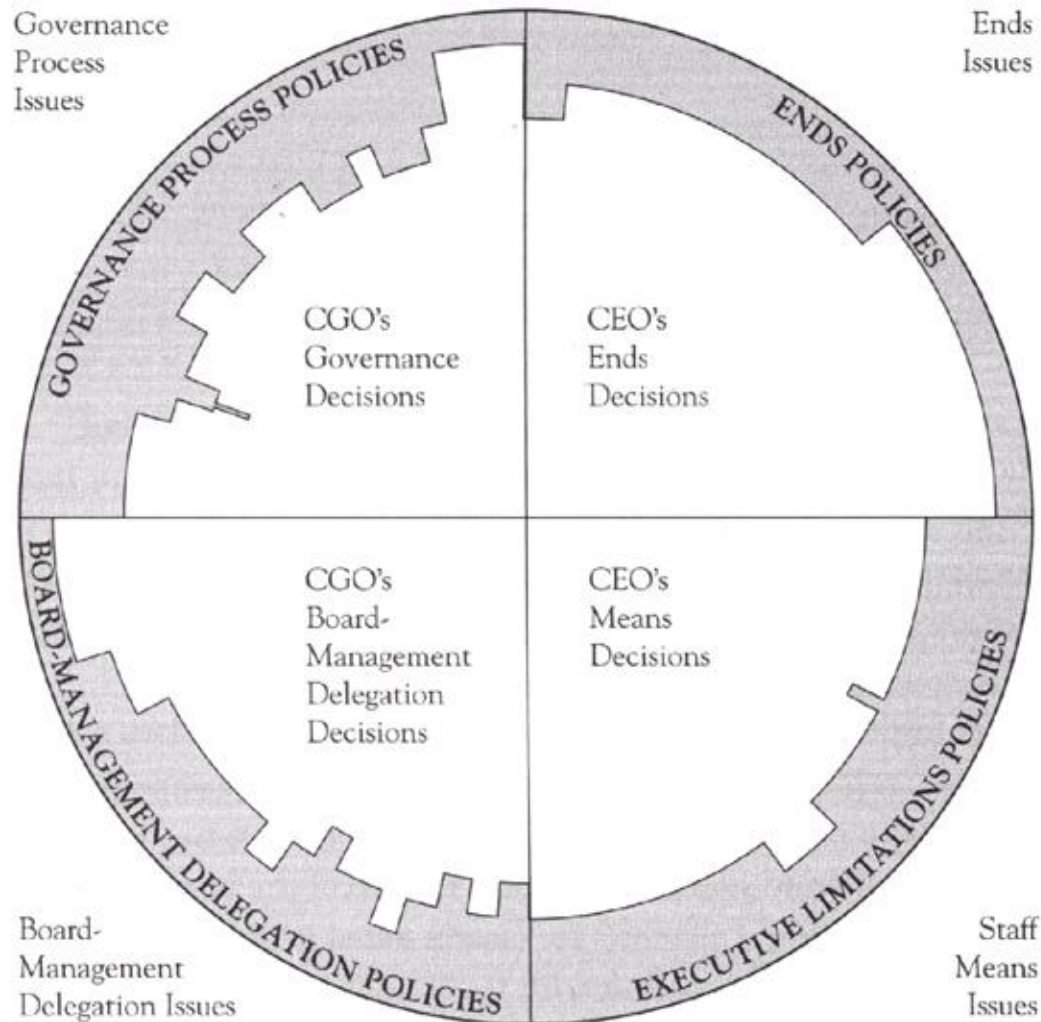 Governance
Process
Issues
Ends
Issues
GOVERNANCE PROCESS POLICIES
ENDS POLICIES
CGO's
Governance
Decisions
CEO's
Ends
Decisions
CGO's
Board-
Management
Delegation
Decisions
CEO's
Means
Decisions
BOARD-MANAGEMENT DELEGATION POLICIES
EXECUTIVE LIMITATIONS POLICIES
Board-
Management
Delegation Issues
Staff
Means
Issues